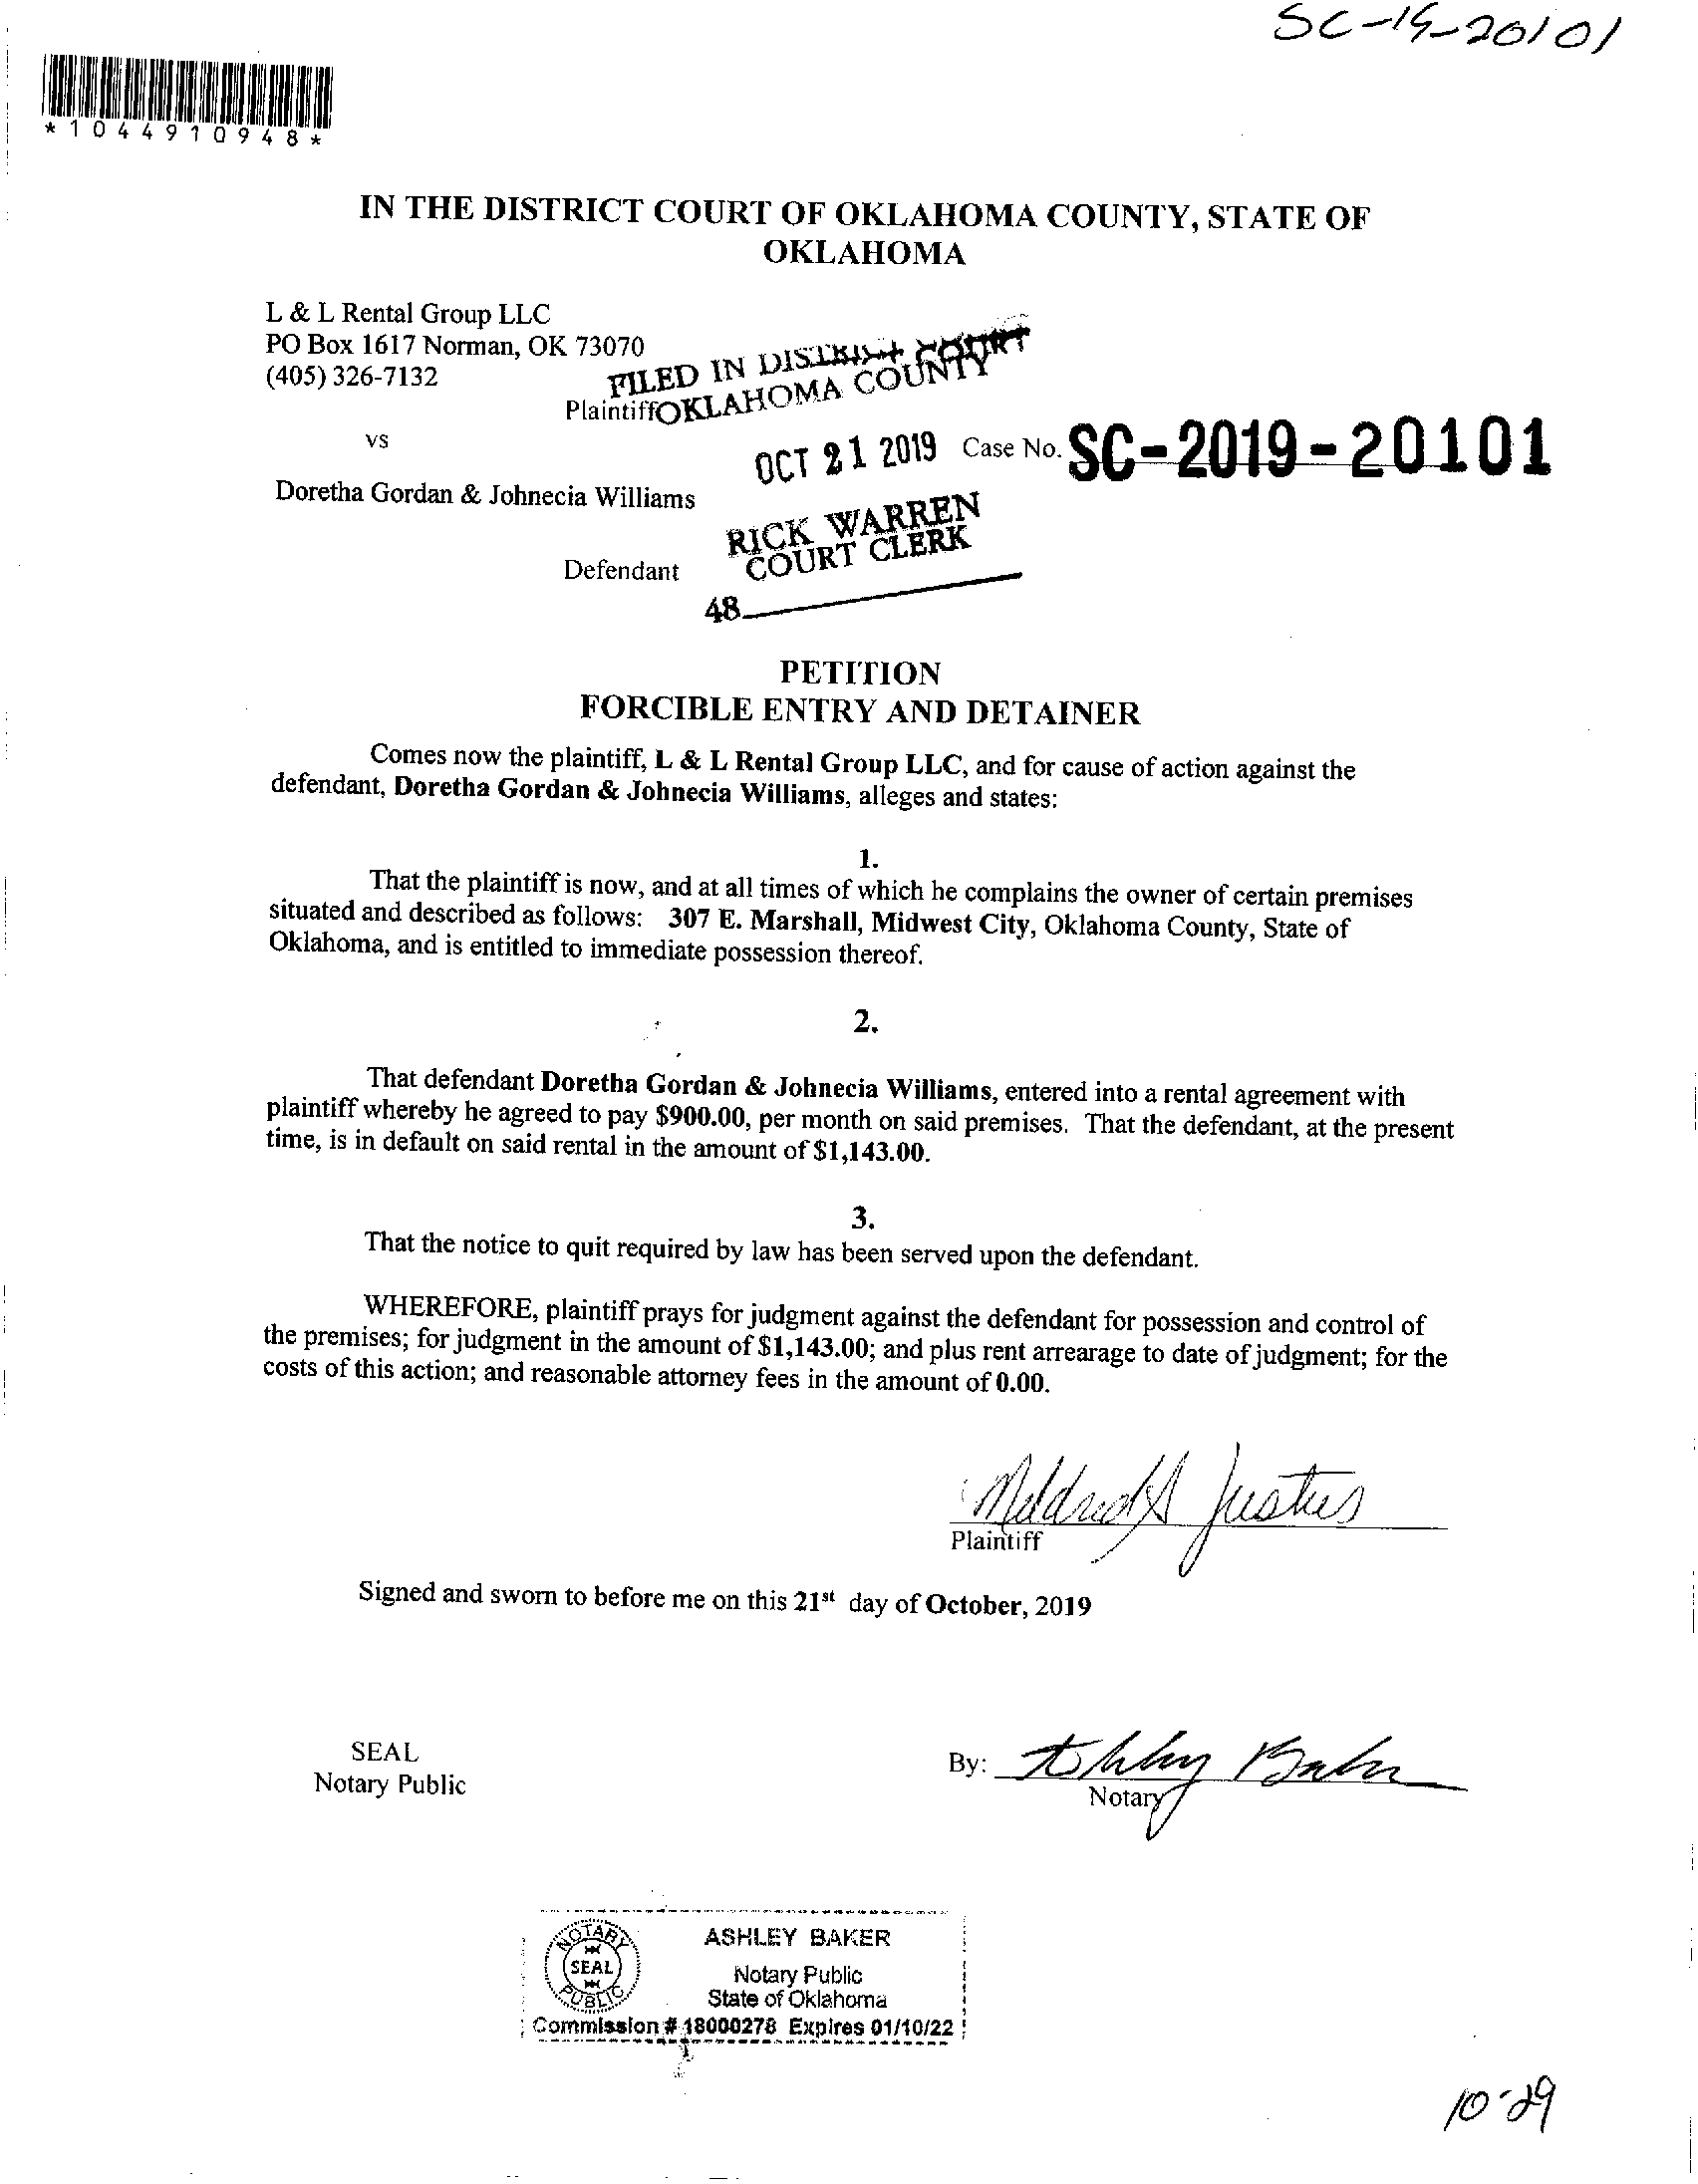 SC-19-20101
*1044910948*
IN THE DISTRICT COURT OF OKLAHOMA COUNTY, STATE OF
OKLAHOMA
L & L Rental Group LLC
PO Box 1617 Norman, OK 73070
(405) 326-7132
FILED IN DISTRICT COURT
Plaintiff OKLAHOMA COUNTY
vs
OCT 21 2019 Case No. SC-2019-20101
Doretha Gordan & Johnecia Williams
RICK WARREN
COURT CLERK
Defendant
48
PETITION
FORCIBLE ENTRY AND DETAINER
Comes now the plaintiff, L & L Rental Group LLC, and for cause of action against the
defendant, Doretha Gordan & Johnecia Williams, alleges and states:
1.
That the plaintiff is now, and at all times of which he complains the owner of certain premises
situated and described as follows: 307 E. Marshall, Midwest City, Oklahoma County, State of
Oklahoma, and is entitled to immediate possession thereof.
2.
That defendant Doretha Gordan & Johnecia Williams, entered into a rental agreement with
plaintiff whereby he agreed to pay $900.00, per month on said premises. That the defendant, at the present
time, is in default on said rental in the amount of $1,143.00.
3.
That the notice to quit required by law has been served upon the defendant.
WHEREFORE, plaintiff prays for judgment against the defendant for possession and control of
the premises; for judgment in the amount of $1,143.00; and plus rent arrearage to date of judgment; for the
costs of this action; and reasonable attorney fees in the amount of 0.00.
Mildred A Justus
Plaintiff
Signed and sworn to before me on this 21st day of October, 2019
SEAL
Notary Public
By: Ashley Baker
Notary
NOTARY
SEAL
PUBLIC
ASHLEY BAKER
Notary Public
State of Oklahoma
Commission # 18000278 Expires 01/10/22
10-29